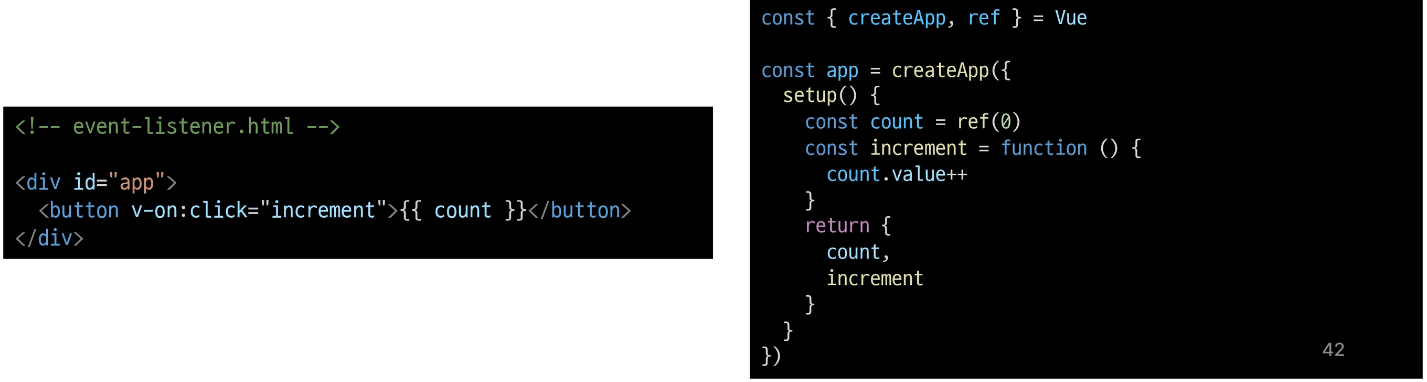 <!-- event-listener.html -->
<div id="app">
<button v-on:click="increment">{{ count }}</button>
</div>
const { createApp, ref } = Vue
const app = createApp({
setup() {
const count = ref(0)
const increment = function () {
count.value++
}
return {
count,
increment
}
}
})
42